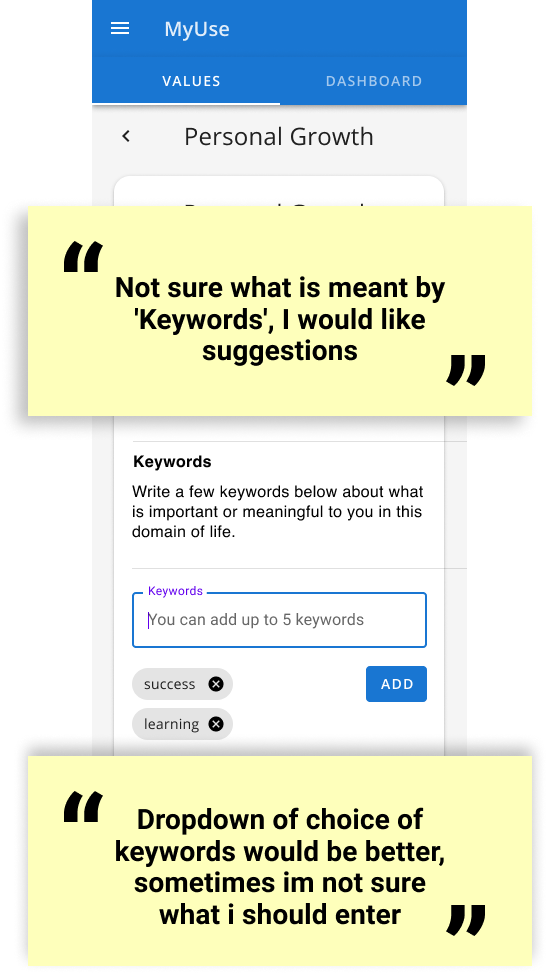 MyUse
VALUES
DASHBOARD
Personal Growth
“
Not sure what is meant by
'Keywords', I would like
suggestions
”
Keywords
Write a few keywords below about what
is important or meaningful to you in this
domain of life.
Keywords
You can add up to 5 keywords
success
ADD
learning
“
Dropdown of choice of
keywords would be better,
sometimes im not sure
what i should enter
”